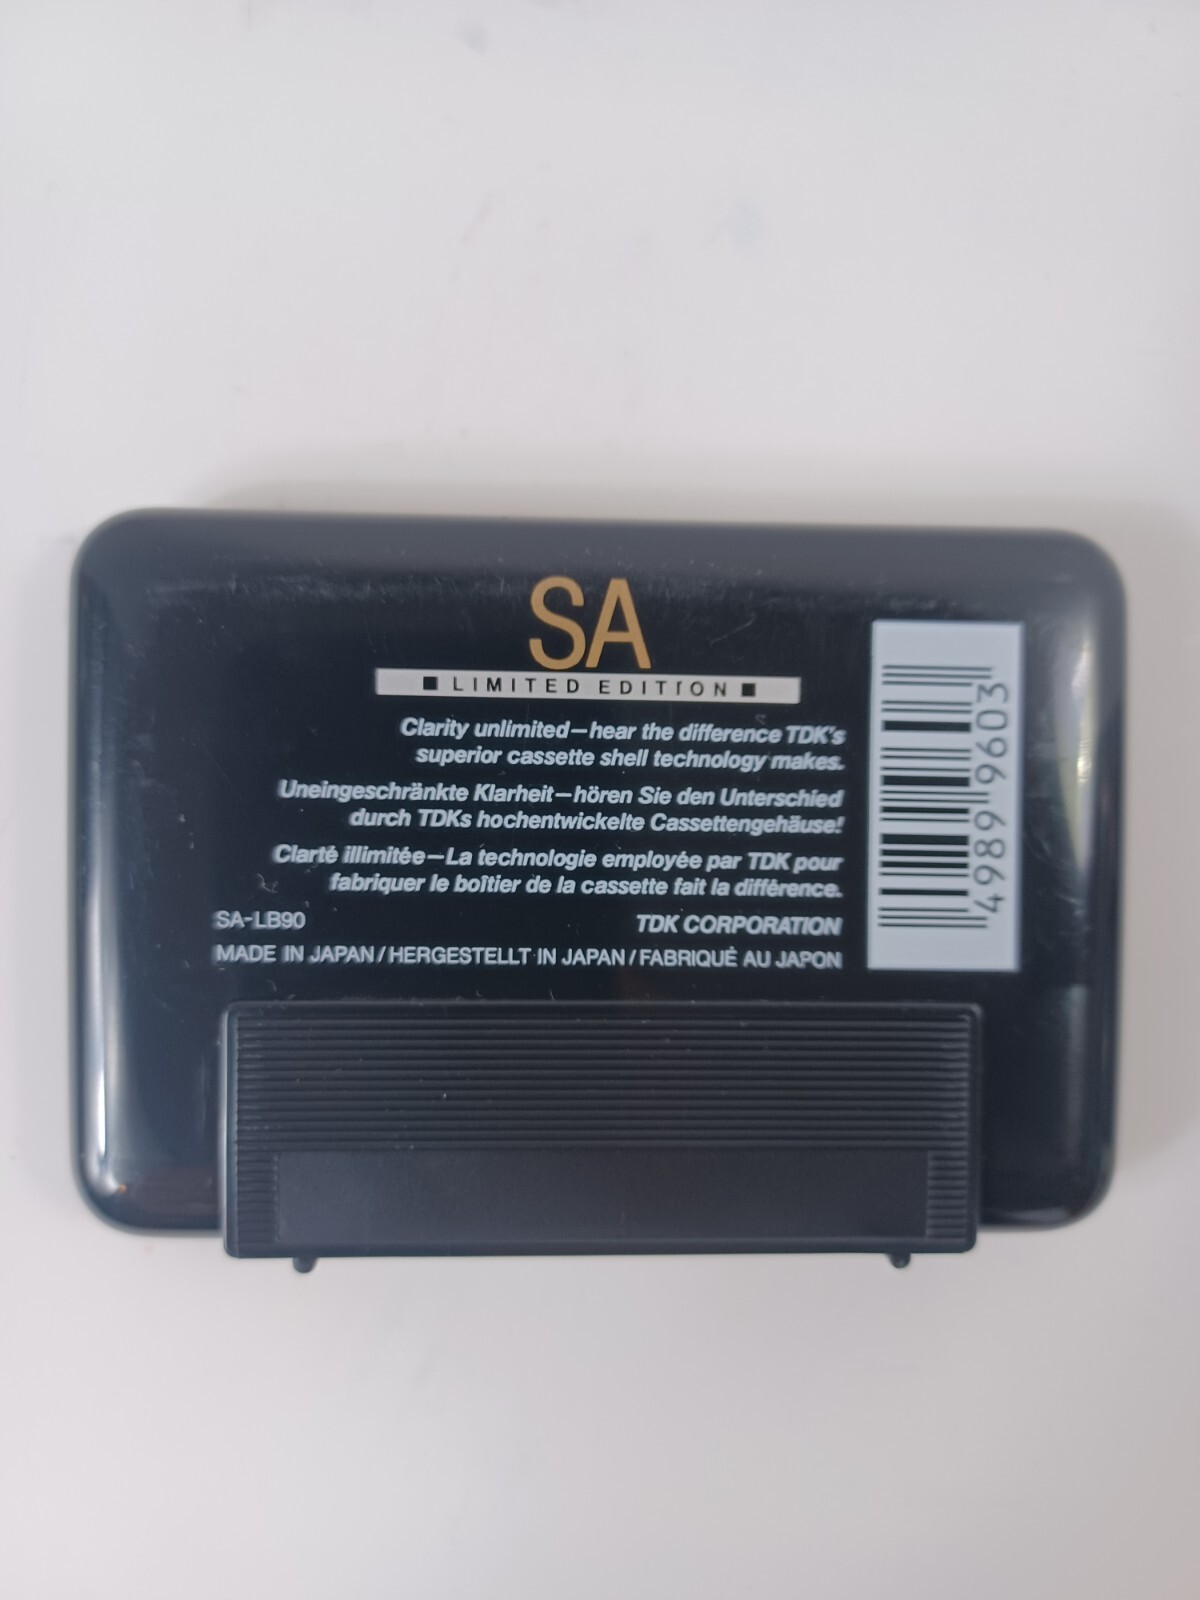 SA
■ LIMITED EDITION ■
Clarity unlimited—hear the difference TDK's
superior cassette shell technology makes.
Uneingeschränkte Klarheit—hören Sie den Unterschied
durch TDKs hochentwickelte Cassettengehäuse!
Clarté illimitée—La technologie employée par TDK pour
fabriquer le boîtier de la cassette fait la différence.
SA-LB90 TDK CORPORATION
MADE IN JAPAN / HERGESTELLT IN JAPAN / FABRIQUÉ AU JAPON
4989 9603